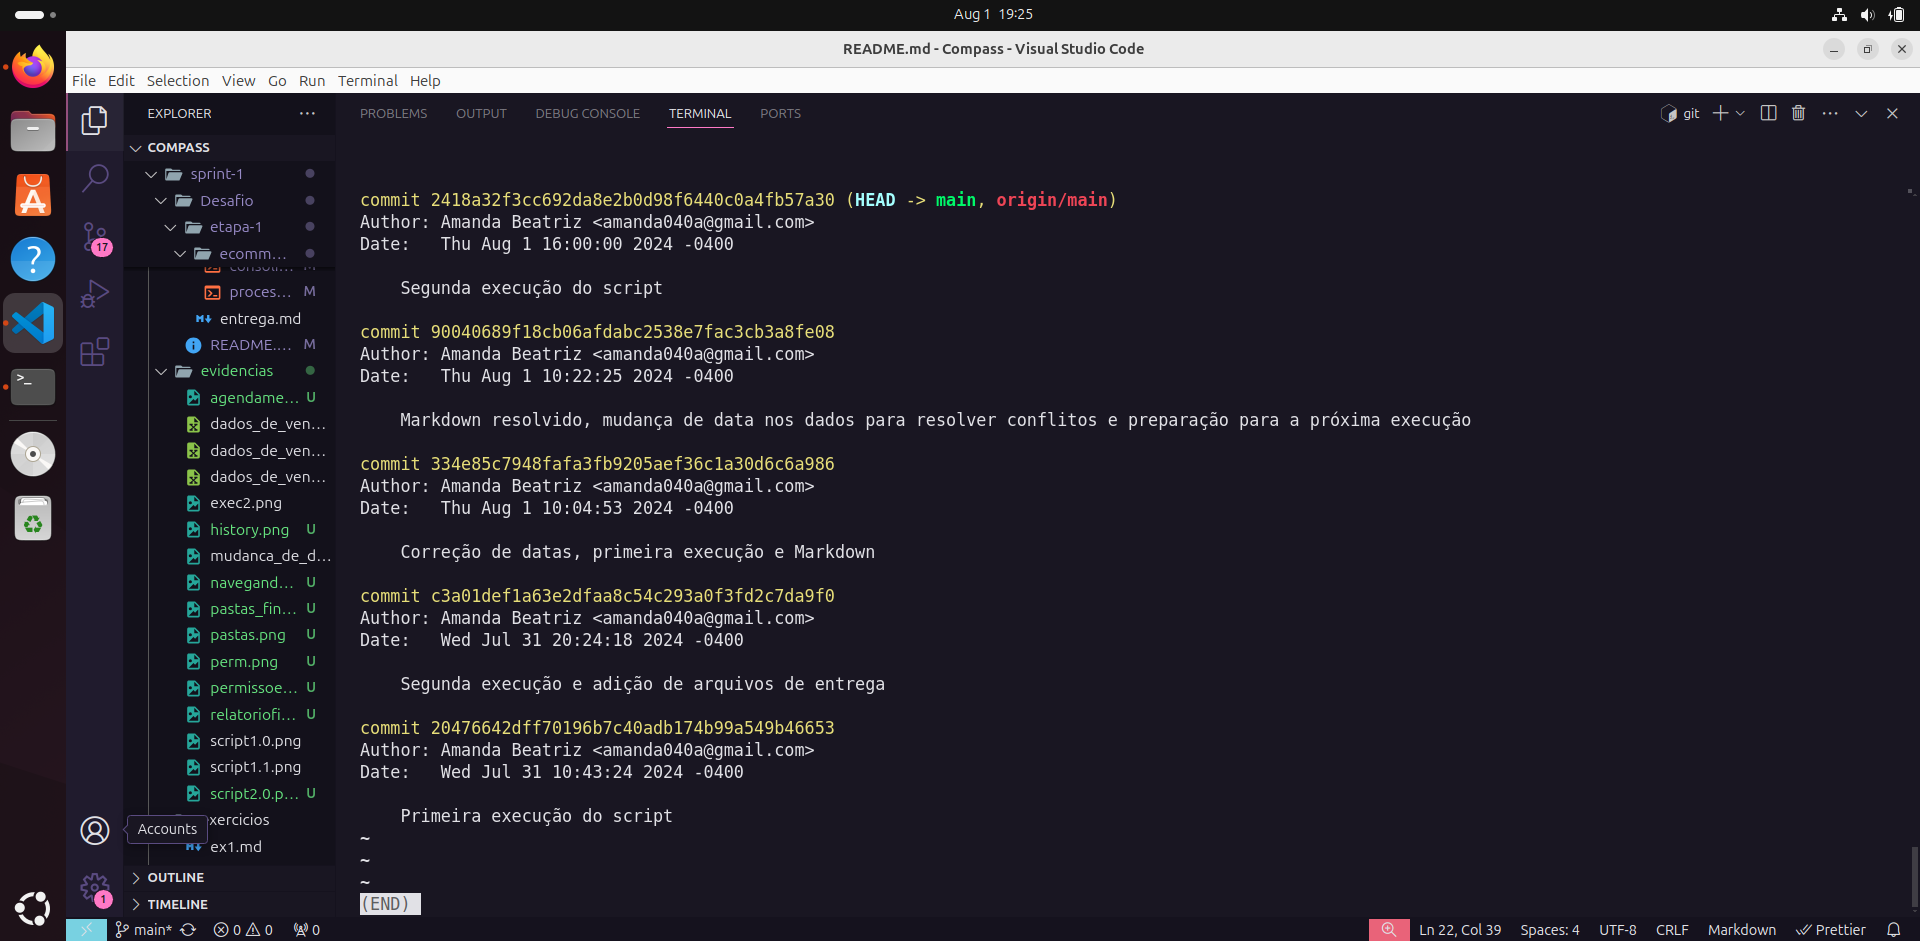 Aug 1 19:25
README.md - Compass - Visual Studio Code
File Edit Selection View Go Run Terminal Help
EXPLORER
PROBLEMS OUTPUT DEBUG CONSOLE TERMINAL PORTS
git
COMPASS
sprint-1
Desafio
etapa-1
ecomm...
proces... M
entrega.md
README.... M
evidencias
agendame... U
dados_de_ven...
dados_de_ven...
dados_de_ven...
exec2.png
history.png U
mudanca_de_d...
navegand... U
pastas_fin... U
pastas.png U
perm.png U
permissoe... U
relatoriofi... U
script1.0.png
script1.1.png
script2.0.p... U
exercicios
ex1.md
OUTLINE
TIMELINE
17
Accounts
1
commit 2418a32f3cc692da8e2b0d98f6440c0a4fb57a30 (HEAD -> main, origin/main)
Author: Amanda Beatriz <amanda040a@gmail.com>
Date: Thu Aug 1 16:00:00 2024 -0400
Segunda execução do script
commit 90040689f18cb06afdabc2538e7fac3cb3a8fe08
Author: Amanda Beatriz <amanda040a@gmail.com>
Date: Thu Aug 1 10:22:25 2024 -0400
Markdown resolvido, mudança de data nos dados para resolver conflitos e preparação para a próxima execução
commit 334e85c7948fafa3fb9205aef36c1a30d6c6a986
Author: Amanda Beatriz <amanda040a@gmail.com>
Date: Thu Aug 1 10:04:53 2024 -0400
Correção de datas, primeira execução e Markdown
commit c3a01def1a63e2dfaa8c54c293a0f3fd2c7da9f0
Author: Amanda Beatriz <amanda040a@gmail.com>
Date: Wed Jul 31 20:24:18 2024 -0400
Segunda execução e adição de arquivos de entrega
commit 20476642dff70196b7c40adb174b99a549b46653
Author: Amanda Beatriz <amanda040a@gmail.com>
Date: Wed Jul 31 10:43:24 2024 -0400
Primeira execução do script
~
~
~
(END)
main* 0 0 0
Ln 22, Col 39 Spaces: 4 UTF-8 CRLF Markdown Prettier